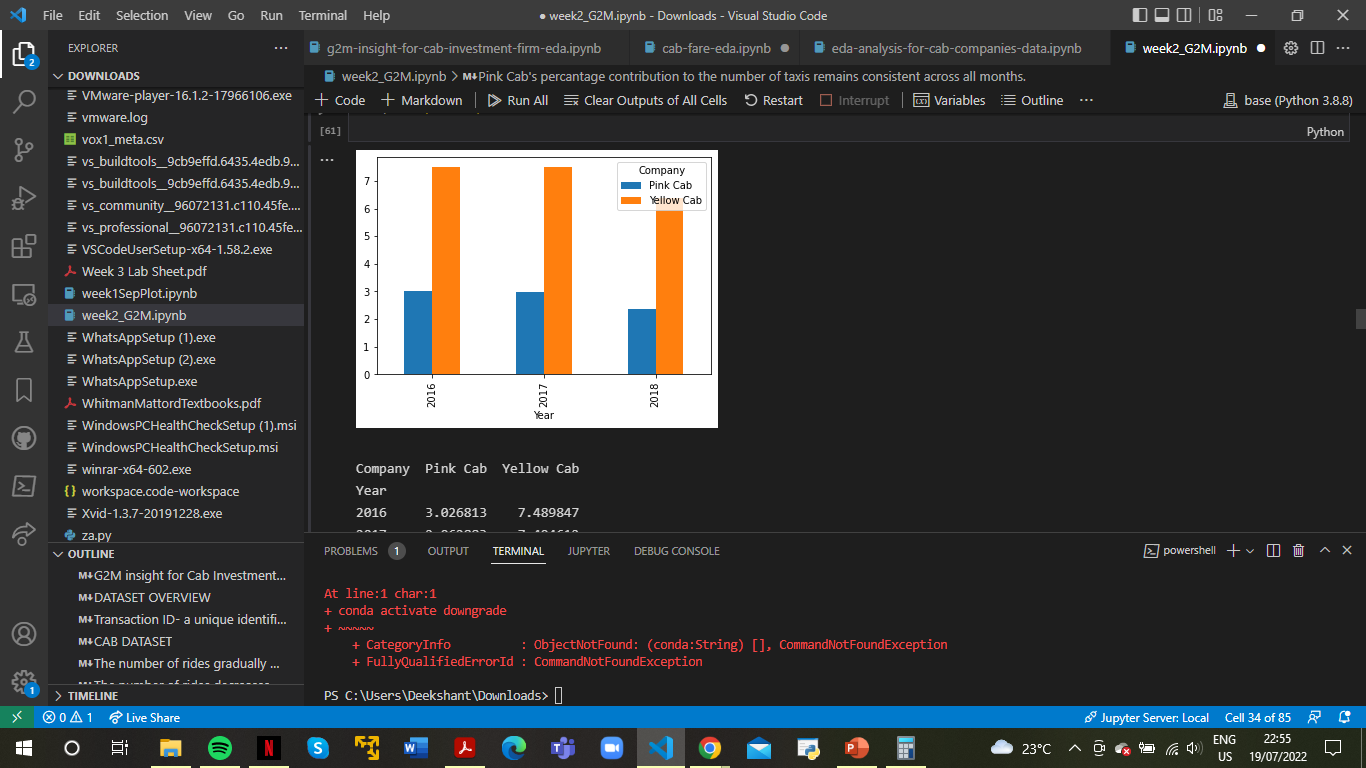 File Edit Selection View Go Run Terminal Help
● week2_G2M.ipynb - Downloads - Visual Studio Code
EXPLORER
DOWNLOADS
VMware-player-16.1.2-17966106.exe
vmware.log
vox1_meta.csv
vs_buildtools__9cb9effd.6435.4edb.9...
vs_buildtools__9cb9effd.6435.4edb.9...
vs_community__96072131.c110.45fe....
vs_professional__96072131.c110.45fe...
VSCodeUserSetup-x64-1.58.2.exe
Week 3 Lab Sheet.pdf
week1SepPlot.ipynb
week2_G2M.ipynb
WhatsAppSetup (1).exe
WhatsAppSetup (2).exe
WhatsAppSetup.exe
WhitmanMattordTextbooks.pdf
WindowsPCHealthCheckSetup (1).msi
WindowsPCHealthCheckSetup.msi
winrar-x64-602.exe
workspace.code-workspace
Xvid-1.3.7-20191228.exe
za.py
OUTLINE
M↓G2M insight for Cab Investment...
M↓DATASET OVERVIEW
M↓Transaction ID- a unique identifi...
M↓CAB DATASET
M↓The number of rides gradually ...
TIMELINE
2
1
g2m-insight-for-cab-investment-firm-eda.ipynb
cab-fare-eda.ipynb ●
eda-analysis-for-cab-companies-data.ipynb
week2_G2M.ipynb ●
week2_G2M.ipynb > M↓Pink Cab's percentage contribution to the number of taxis remains consistent across all months.
+ Code + Markdown Run All Clear Outputs of All Cells Restart Interrupt Variables Outline ... base (Python 3.8.8)
[61]
Python
...
Company
Pink Cab
Yellow Cab
7
6
5
4
3
2
1
0
2016
2017
2018
Year
Company Pink Cab Yellow Cab
Year
2016 3.026813 7.489847
PROBLEMS 1 OUTPUT TERMINAL JUPYTER DEBUG CONSOLE
powershell
At line:1 char:1
+ conda activate downgrade
+ ~~~~~
+ CategoryInfo : ObjectNotFound: (conda:String) [], CommandNotFoundException
+ FullyQualifiedErrorId : CommandNotFoundException
PS C:\Users\Deekshant\Downloads>
0 1 Live Share
Jupyter Server: Local Cell 34 of 85
23°C
ENG
US
22:55
19/07/2022